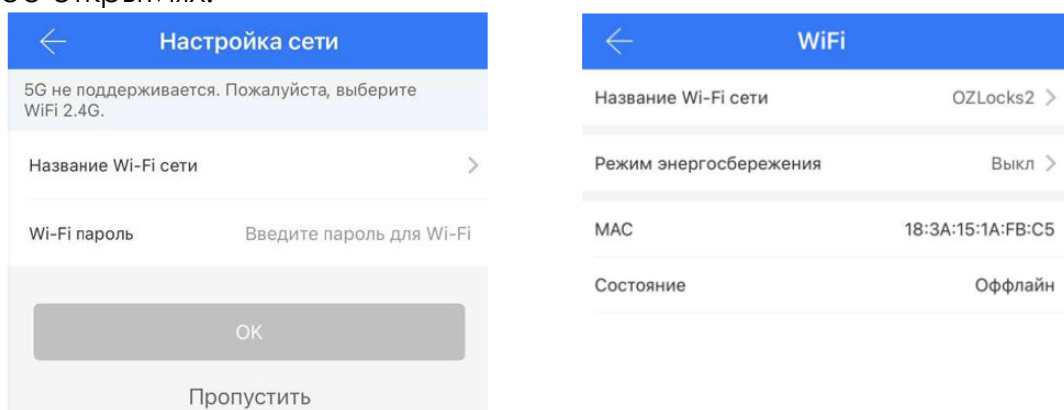 Настройка сети
5G не поддерживается. Пожалуйста, выберите
WiFi 2.4G.
Название Wi-Fi сети
Wi-Fi пароль Введите пароль для Wi-Fi
OK
Пропустить
WiFi
Название Wi-Fi сети OZLocks2
Режим энергосбережения Выкл
MAC 18:3A:15:1A:FB:C5
Состояние Оффлайн